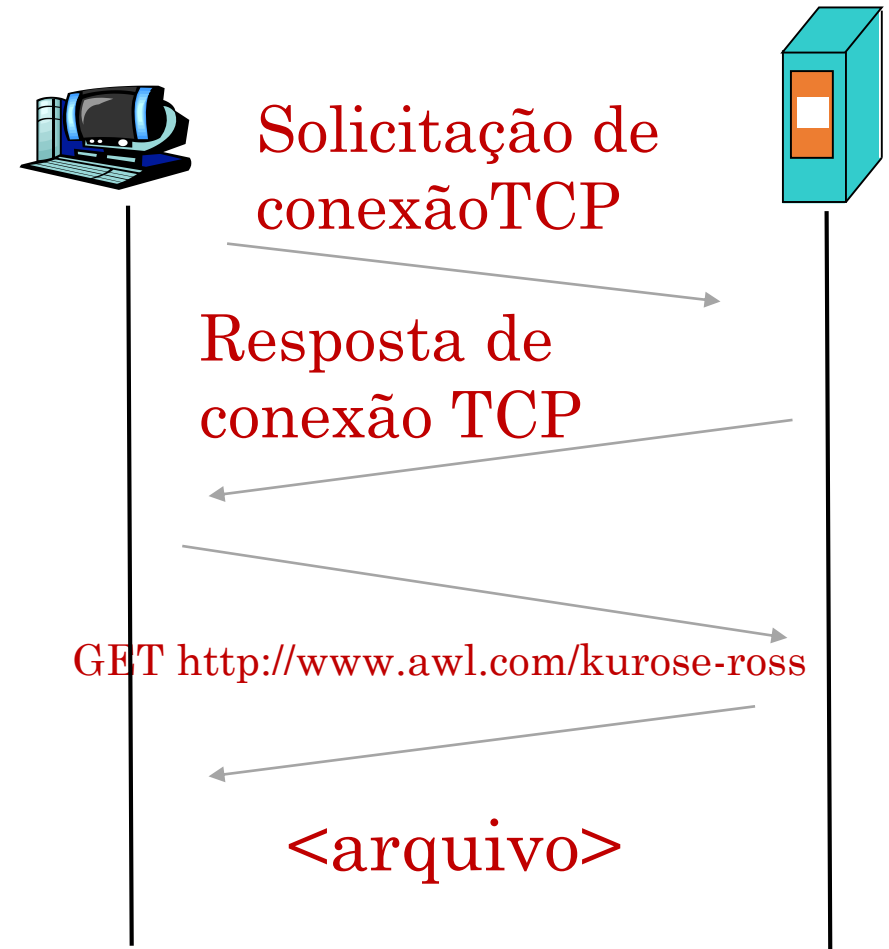 Solicitação de
conexãoTCP
Resposta de
conexão TCP
GET http://www.awl.com/kurose-ross
<arquivo>